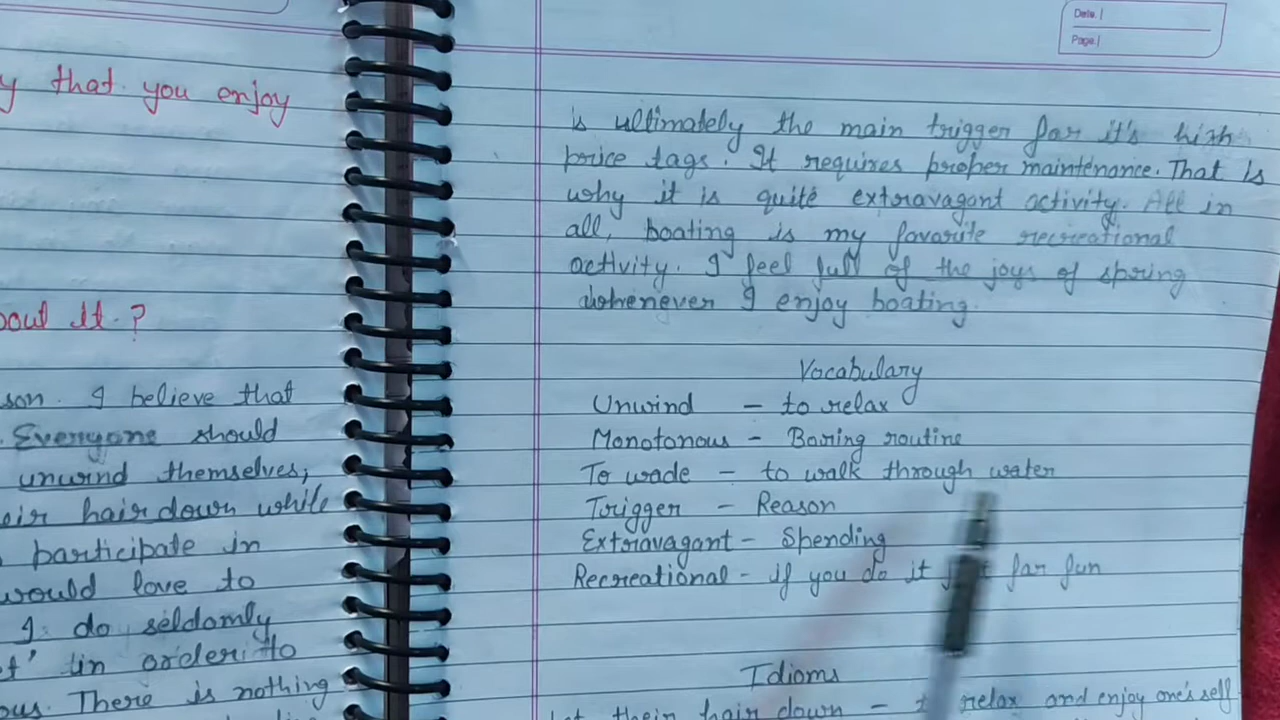 y that you enjoy
bout It ?
son. I believe that
. Everyone should
unwind themselves,
eir hair down while
participate in
would love to
I do seldomly
in order to
ous. There is nothing
Date.|
Page.|
is ultimately the main trigger for it's high
price tags. It requires proper maintenance. That is
why it is quite extravagant activity. All in
all, boating is my favorite recreational
activity. I feel full of the joys of spring
whenever I enjoy boating.
Vocabulary
Unwind - to relax
Monotonous - Boring routine
To wade - to walk through water
Trigger - Reason
Extravagant - Spending
Recreational - if you do it for fun
Idioms
their hair down - relax and enjoy one's self